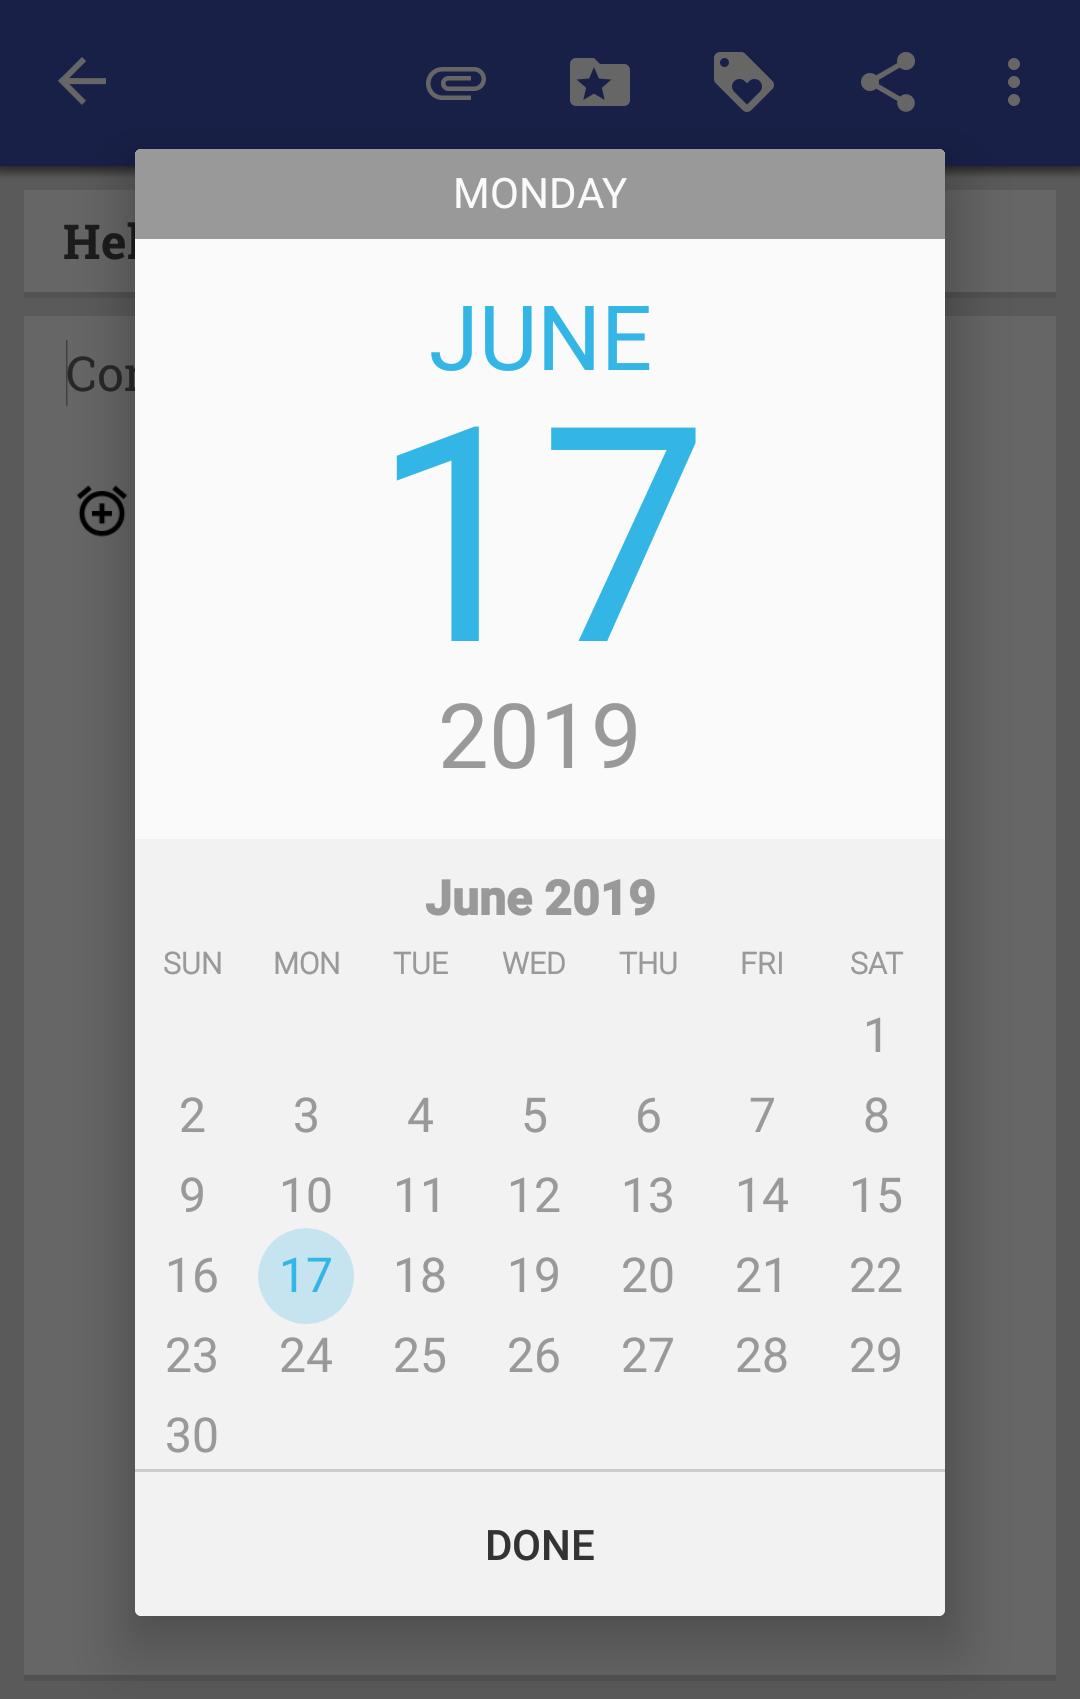 MONDAY
Hel
JUNE
Con
17
2019
June 2019
SUN MON TUE WED THU FRI SAT
1
2 3 4 5 6 7 8
9 10 11 12 13 14 15
16 17 18 19 20 21 22
23 24 25 26 27 28 29
30
DONE